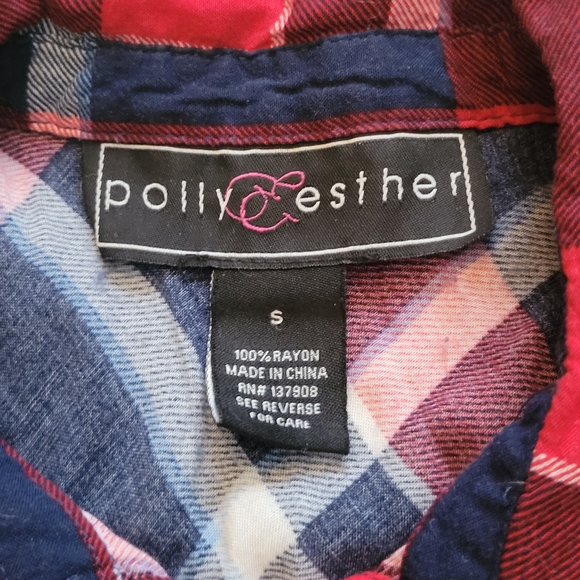 polly & esther
S
100% RAYON
MADE IN CHINA
RN# 137908
SEE REVERSE
FOR CARE